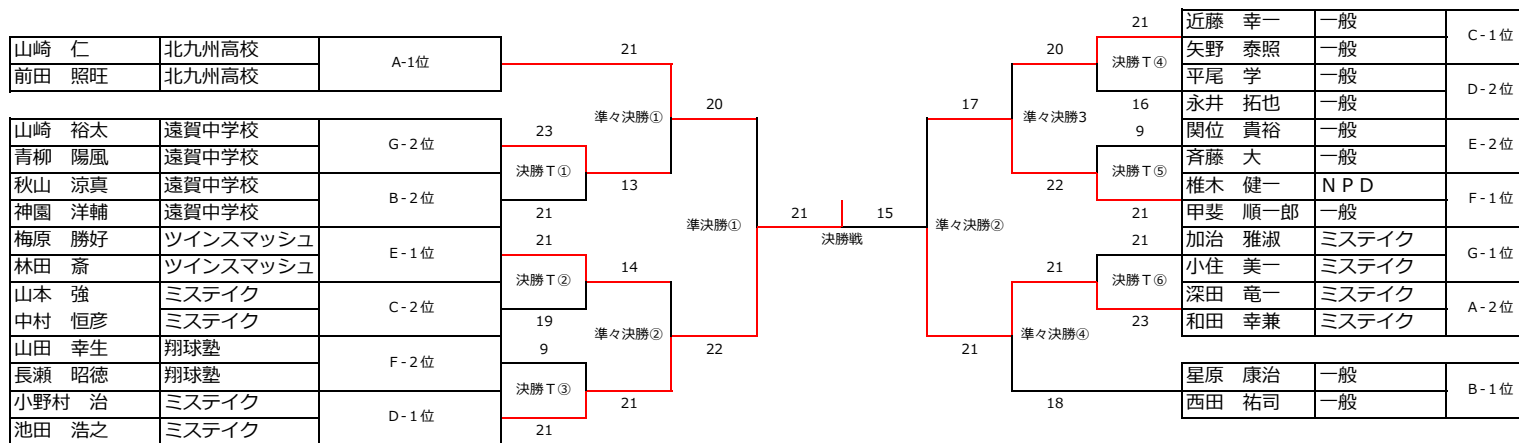 山崎　仁 北九州高校 A-1位
前田　照旺 北九州高校
山崎　裕太 遠賀中学校 G-2位
青柳　陽風 遠賀中学校
秋山　涼真 遠賀中学校 B-2位
神園　洋輔 遠賀中学校
梅原　勝好 ツインスマッシュ E-1位
林田　斎 ツインスマッシュ
山本　強 ミステイク C-2位
中村　恒彦 ミステイク
山田　幸生 翔球塾 F-2位
長瀬　昭徳 翔球塾
小野村　治 ミステイク D-1位
池田　浩之 ミステイク
21
23
決勝T①
21
21
決勝T②
19
9
決勝T③
21
準々決勝①
13
14
準々決勝②
21
20
準決勝①
22
21
決勝戦
15
17
準々決勝②
21
20
準々決勝3
22
21
準々決勝④
18
21
決勝T④
16
9
決勝T⑤
21
21
決勝T⑥
23
近藤　幸一 一般 C-1位
矢野　泰照 一般
平尾　学 一般 D-2位
永井　拓也 一般
関位　貴裕 一般 E-2位
斉藤　大 一般
椎木　健一 NPD F-1位
甲斐　順一郎 一般
加治　雅淑 ミステイク G-1位
小住　美一 ミステイク
深田　竜一 ミステイク A-2位
和田　幸兼 ミステイク
星原　康治 一般 B-1位
西田　祐司 一般